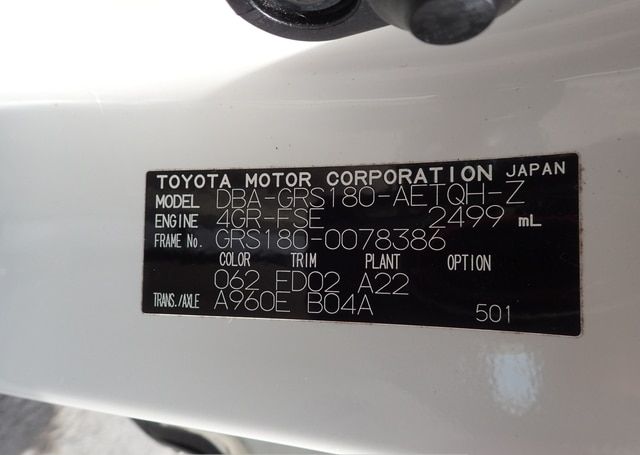 TOYOTA MOTOR CORPORATION JAPAN
MODEL DBA-GRS180-AETQH-Z
ENGINE 4GR-FSE 2499 mL
FRAME No. GRS180-0078386
COLOR TRIM PLANT OPTION
062 FD02 A22
TRANS./AXLE A960E B04A
501